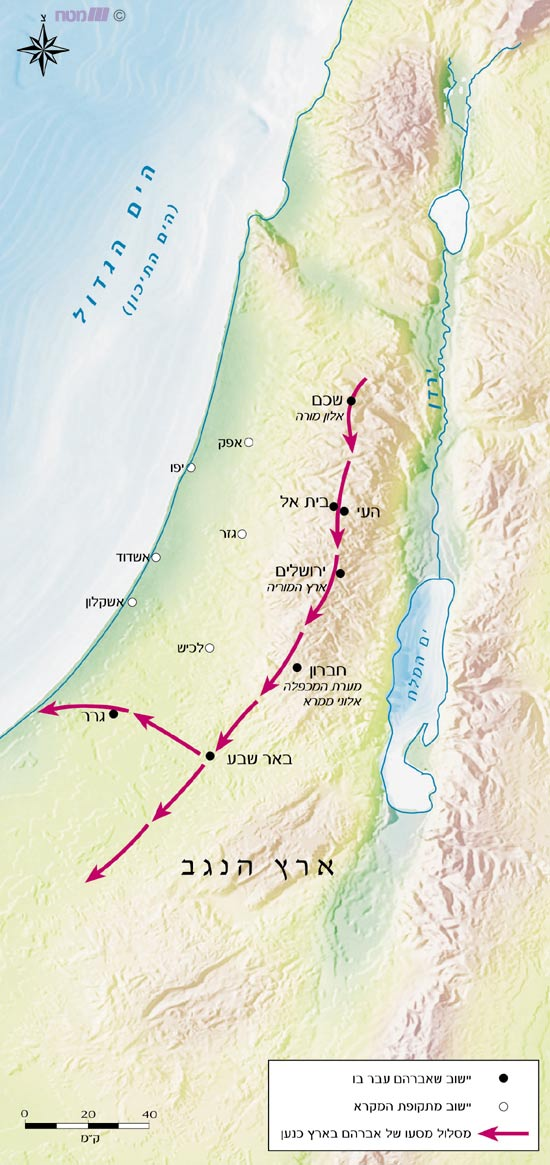 © מטח
צ
הים הגדול
(הים התיכון)
ירדן
שכם
אלון מורה
אפק
יפו
בית אל
העי
גזר
אשדוד
ירושלים
ארץ המוריה
אשקלון
לכיש
חברון
מערת המכפלה
אלוני ממרא
ים המלח
גרר
באר שבע
ארץ הנגב
יישוב שאברהם עבר בו
יישוב מתקופת המקרא
מסלול מסעו של אברהם בארץ כנען
0 20 40
ק"מ